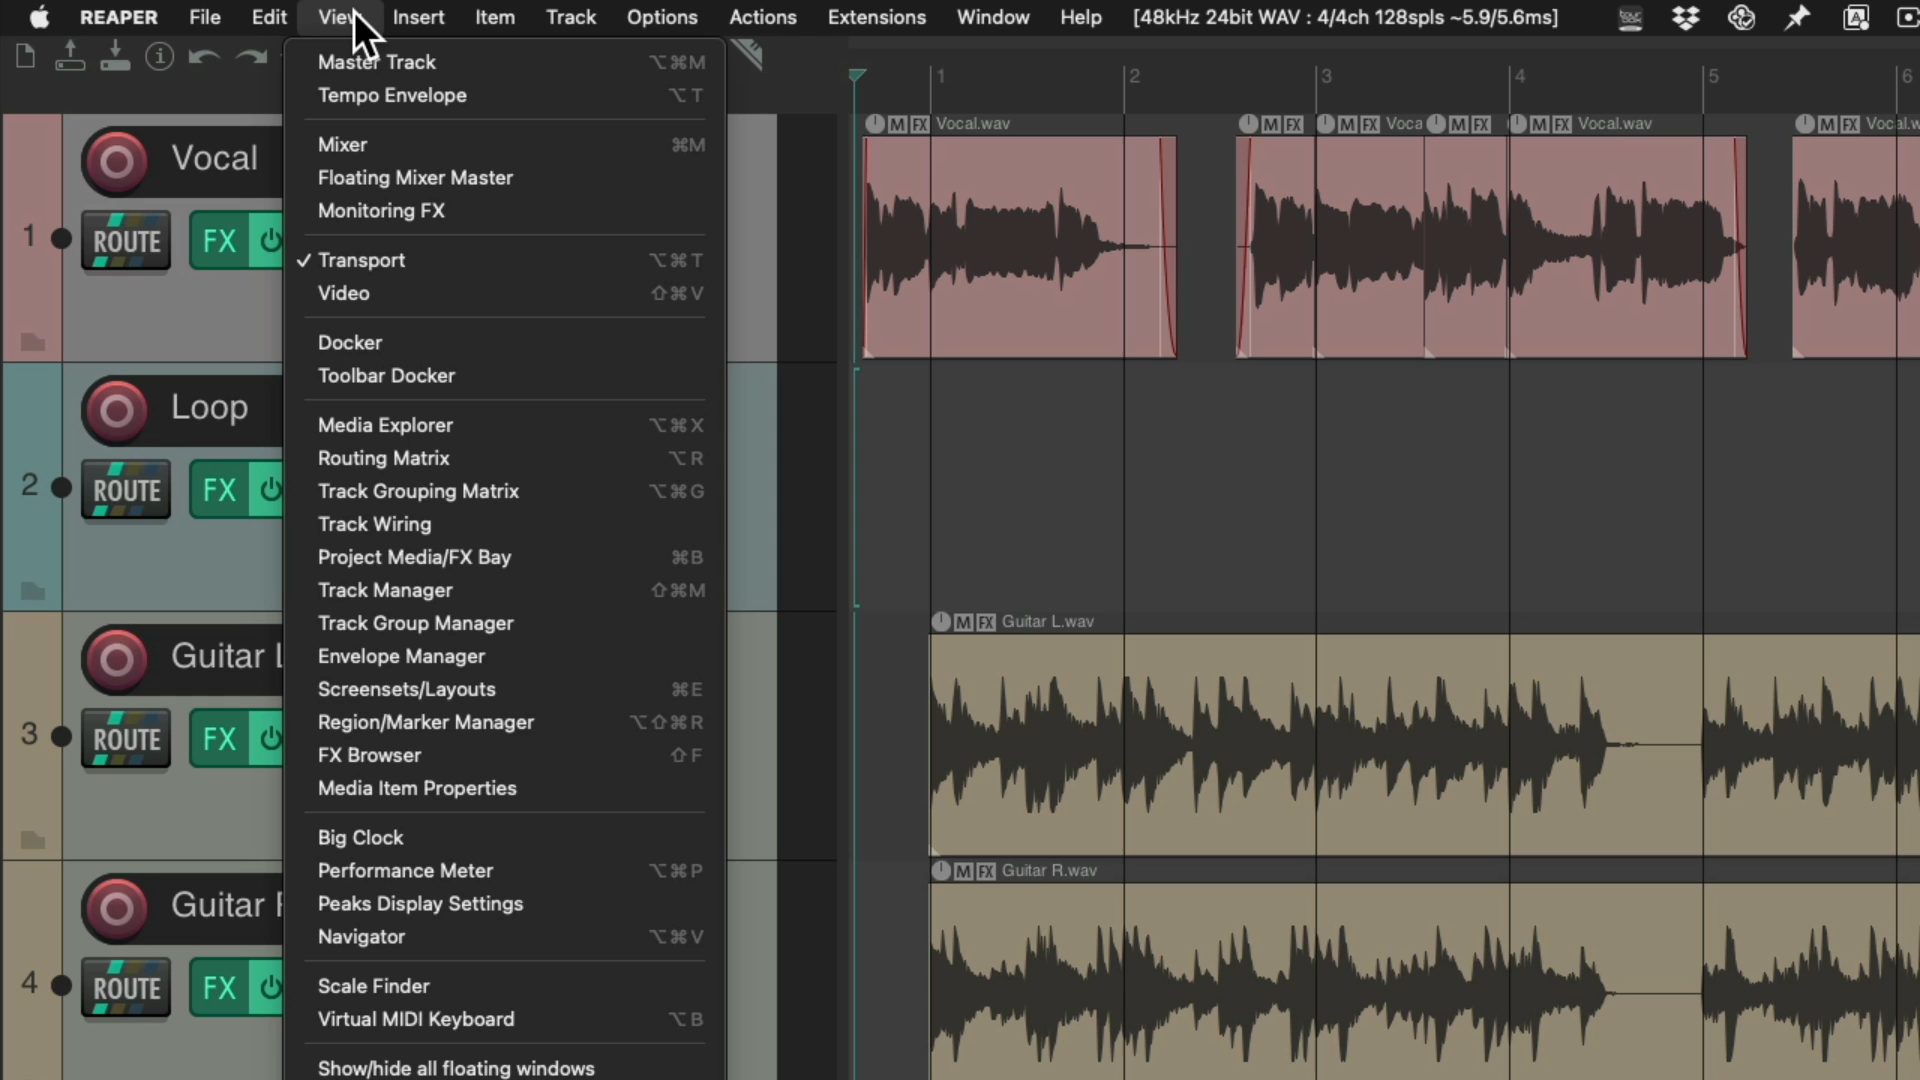 REAPER File Edit View Insert Item Track Options Actions Extensions Window Help [48kHz 24bit WAV : 4/4ch 128spls ~5.9/5.6ms]
Master Track ⌥⌘M
Tempo Envelope ⌥T
Mixer ⌘M
Floating Mixer Master
Monitoring FX
✓ Transport ⌥⌘T
Video ⇧⌘V
Docker
Toolbar Docker
Media Explorer ⌥⌘X
Routing Matrix ⌥R
Track Grouping Matrix ⌥⌘G
Track Wiring
Project Media/FX Bay ⌘B
Track Manager ⇧⌘M
Track Group Manager
Envelope Manager
Screensets/Layouts ⌘E
Region/Marker Manager ⌥⇧⌘R
FX Browser ⇧F
Media Item Properties
Big Clock
Performance Meter ⌥⌘P
Peaks Display Settings
Navigator ⌥⌘V
Scale Finder
Virtual MIDI Keyboard ⌥B
Show/hide all floating windows
1 Vocal
ROUTE FX
2 Loop
ROUTE FX
3 Guitar L
ROUTE FX
4 Guitar R
ROUTE FX
1 2 3 4 5 6
M FX Vocal.wav M FX M FX Voca M FX M FX Vocal.wav M FX Vocal.w
M FX Guitar L.wav
M FX Guitar R.wav